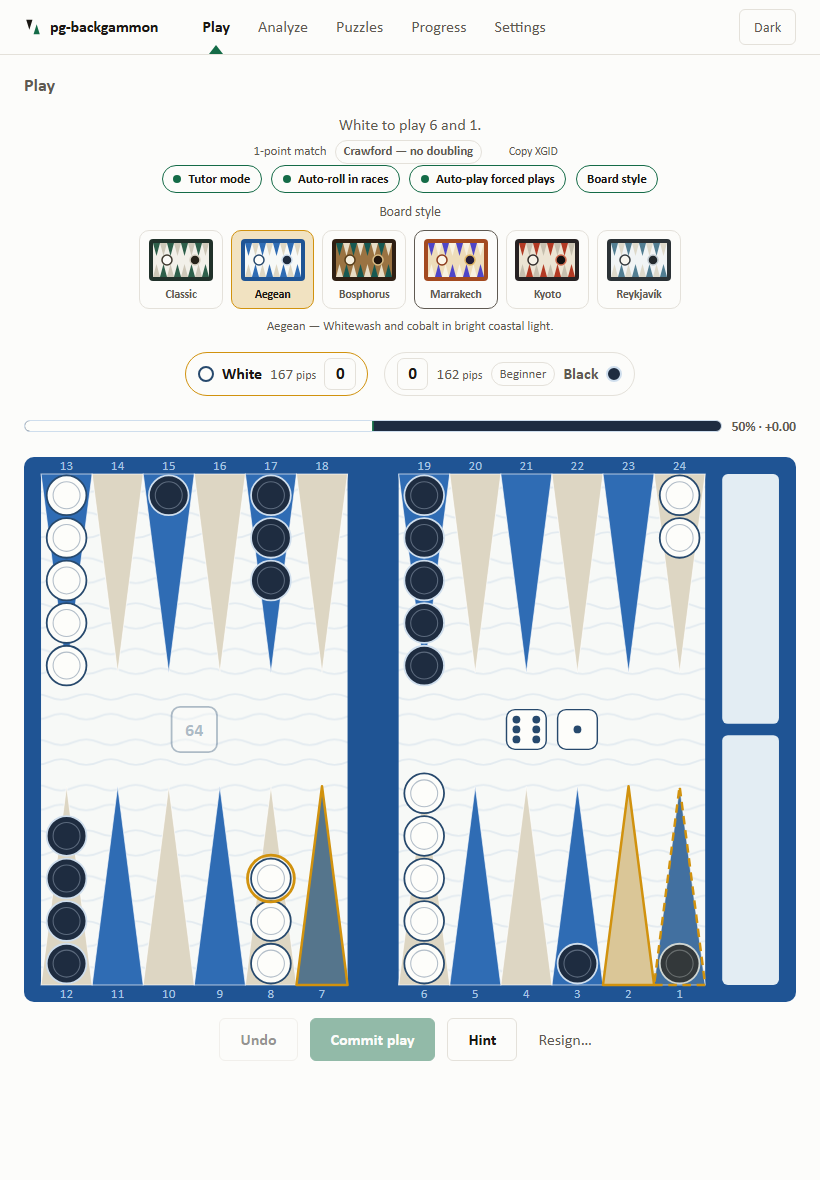 pg-backgammon Play Analyze Puzzles Progress Settings Dark
Play
White to play 6 and 1.
1-point match Crawford — no doubling Copy XGID
Tutor mode Auto-roll in races Auto-play forced plays Board style
Board style
Classic Aegean Bosphorus Marrakech Kyoto Reykjavík
Aegean — Whitewash and cobalt in bright coastal light.
White 167 pips 0 0 162 pips Beginner Black
50% · +0.00
13 14 15 16 17 18 19 20 21 22 23 24
64
12 11 10 9 8 7 6 5 4 3 2 1
Undo Commit play Hint Resign...